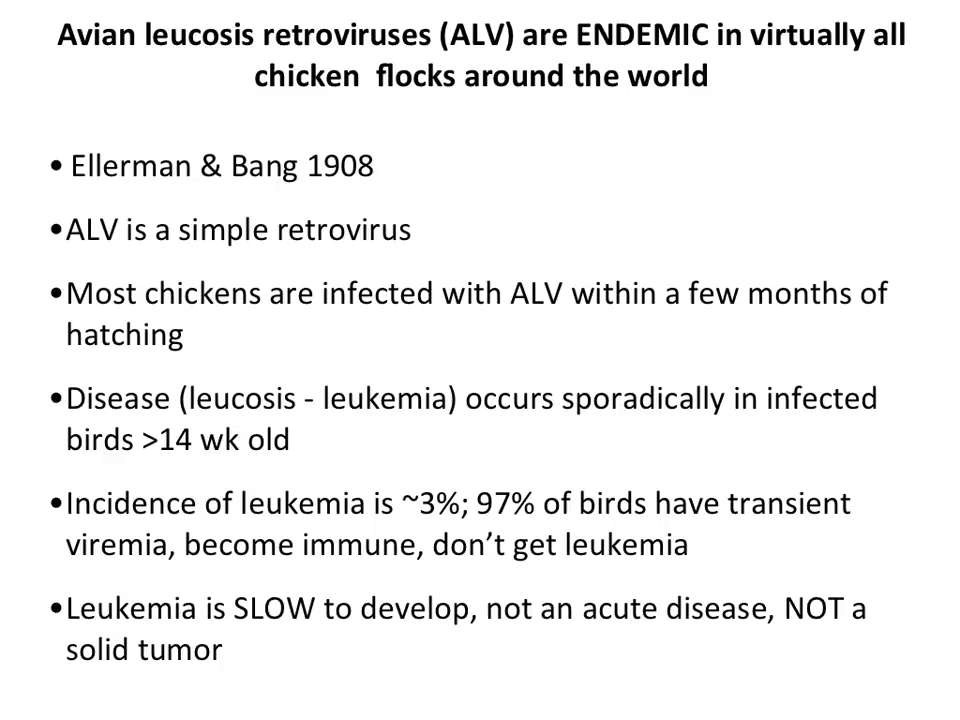 Avian leucosis retroviruses (ALV) are ENDEMIC in virtually all
chicken flocks around the world
• Ellerman & Bang 1908
•ALV is a simple retrovirus
•Most chickens are infected with ALV within a few months of
hatching
•Disease (leucosis - leukemia) occurs sporadically in infected
birds >14 wk old
•Incidence of leukemia is ~3%; 97% of birds have transient
viremia, become immune, don’t get leukemia
•Leukemia is SLOW to develop, not an acute disease, NOT a
solid tumor